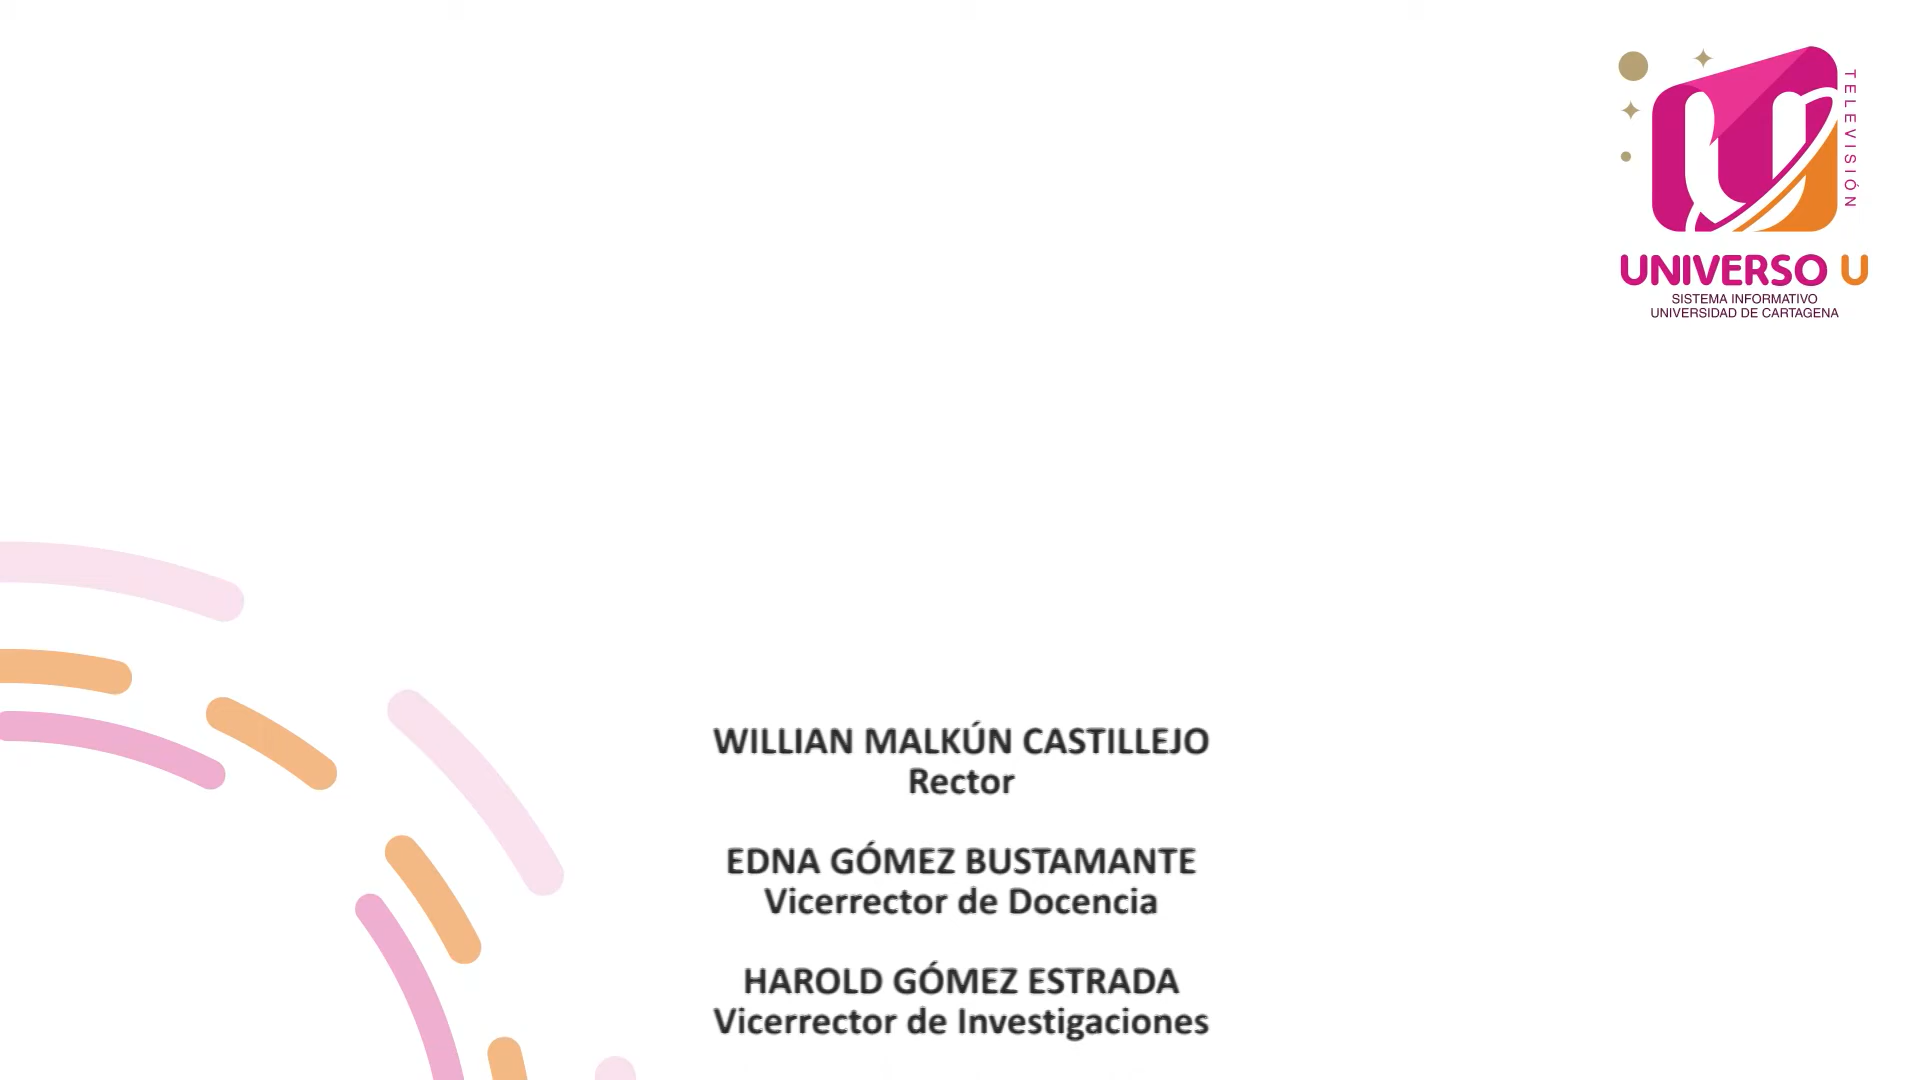 TELEVISIÓN
UNIVERSO U
SISTEMA INFORMATIVO
UNIVERSIDAD DE CARTAGENA
WILLIAN MALKÚN CASTILLEJO
Rector
EDNA GÓMEZ BUSTAMANTE
Vicerrector de Docencia
HAROLD GÓMEZ ESTRADA
Vicerrector de Investigaciones